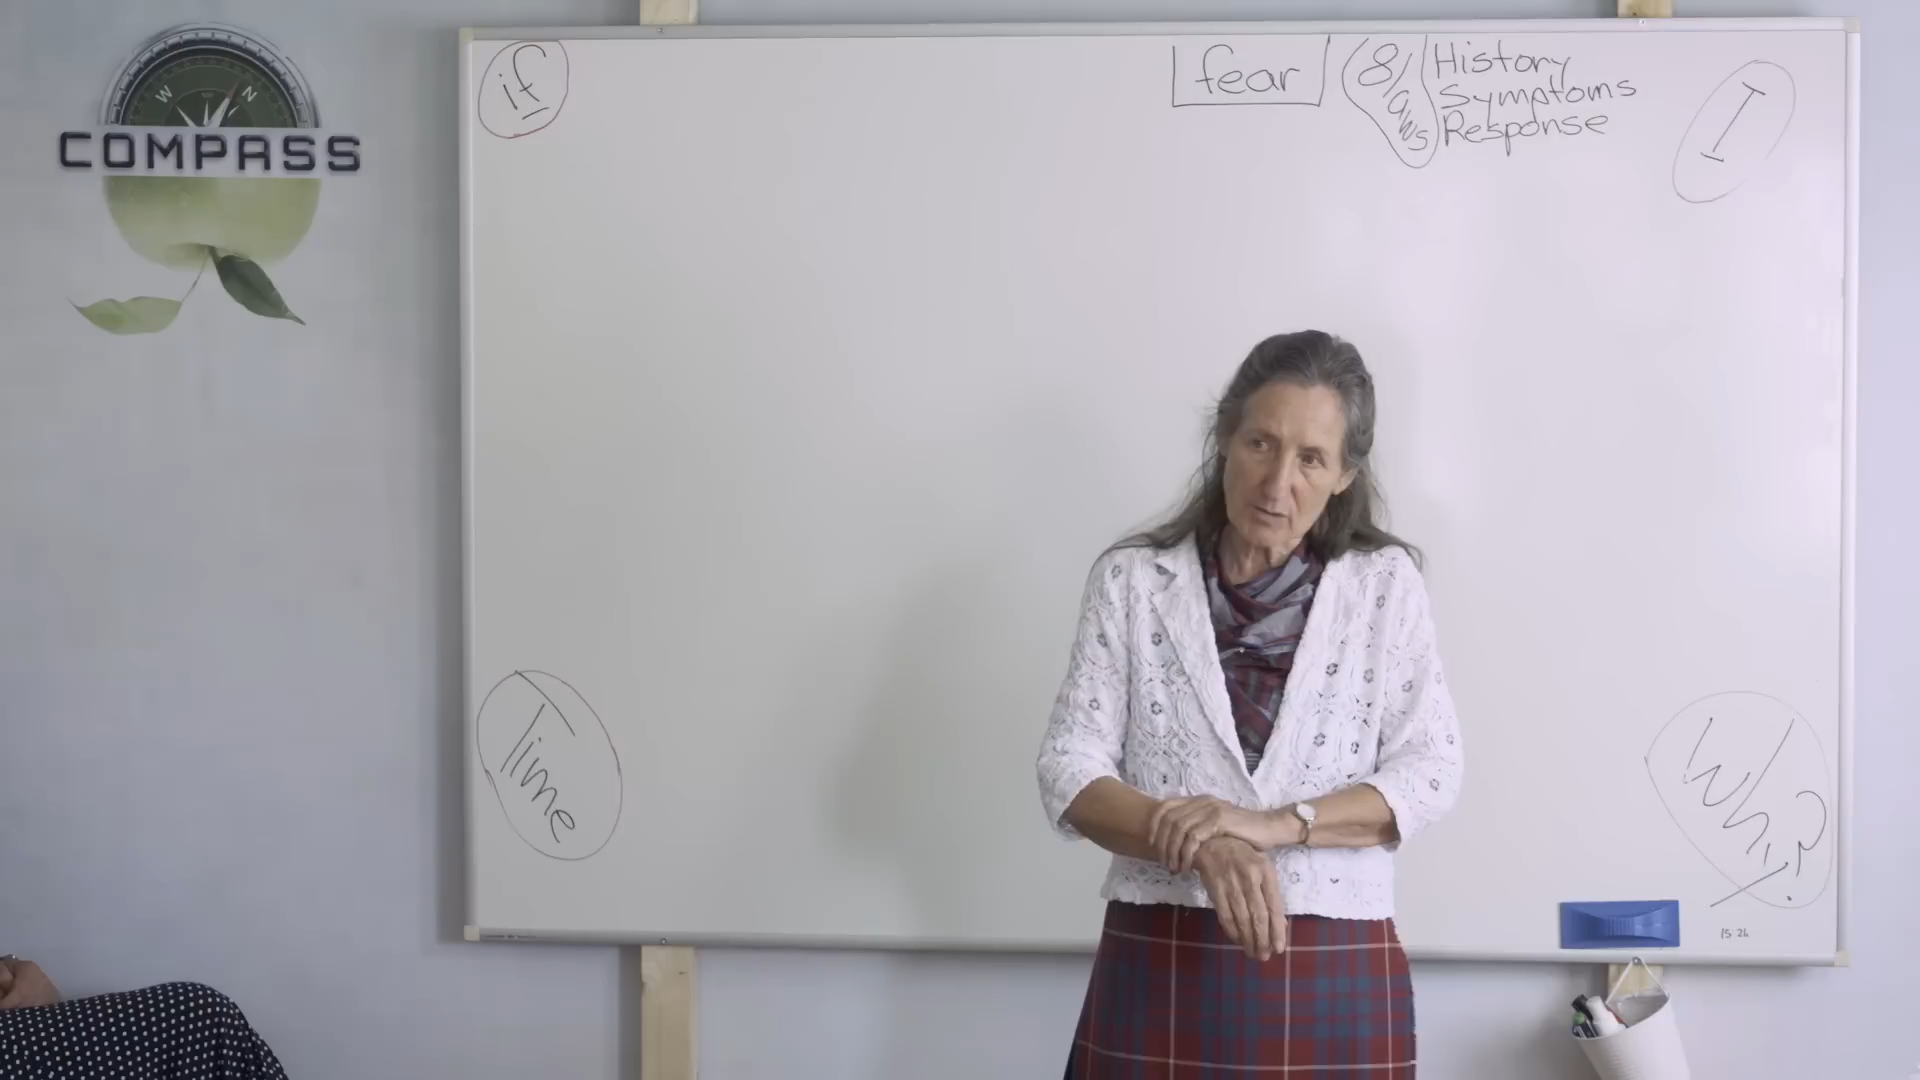 W N
COMPASS
if
fear
8 laws
History
Symptoms
Response
I
Time
Why?
15:26